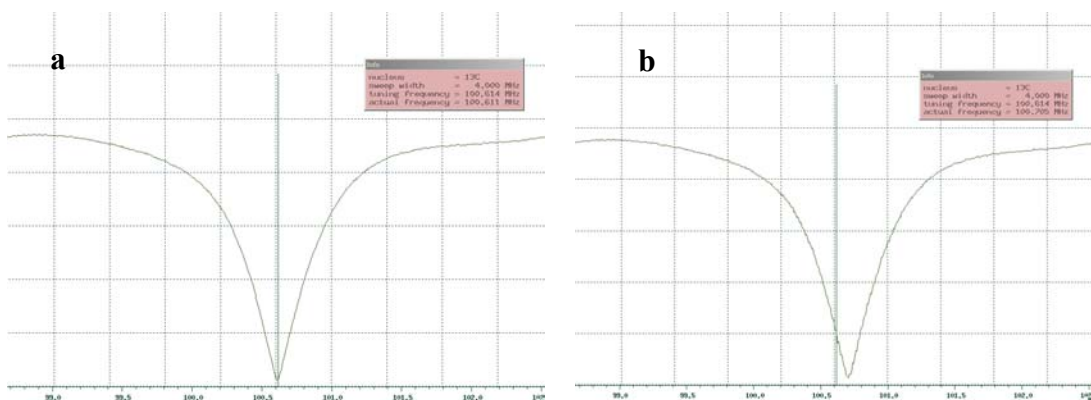 a
Info
nucleus = 13C
sweep width = 4,000 MHz
tuning frequency = 100,614 MHz
actual frequency = 100,611 MHz
99.0 99.5 100.0 100.5 101.0 101.5 102.0
b
Info
nucleus = 13C
sweep width = 4,000 MHz
tuning frequency = 100,614 MHz
actual frequency = 100,705 MHz
99.0 99.5 100.0 100.5 101.0 101.5 102.0